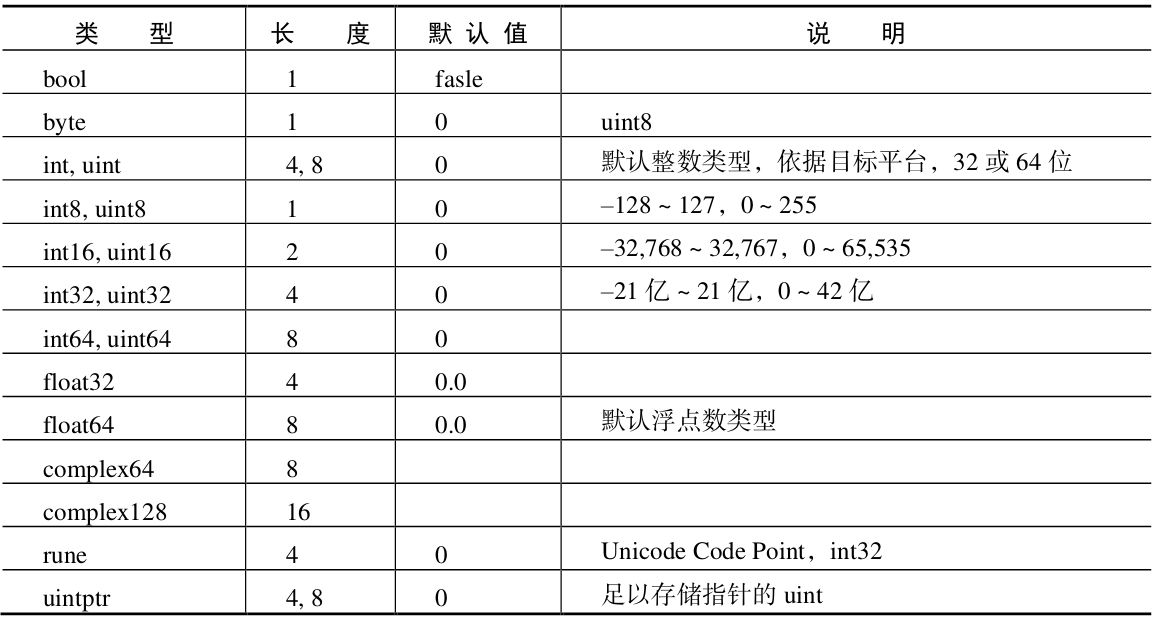 类 型 长 度 默 认 值 说 明
bool 1 fasle
byte 1 0 uint8
int, uint 4, 8 0 默认整数类型，依据目标平台，32 或 64 位
int8, uint8 1 0 –128 ~ 127，0 ~ 255
int16, uint16 2 0 –32,768 ~ 32,767，0 ~ 65,535
int32, uint32 4 0 –21 亿 ~ 21 亿，0 ~ 42 亿
int64, uint64 8 0
float32 4 0.0
float64 8 0.0 默认浮点数类型
complex64 8
complex128 16
rune 4 0 Unicode Code Point，int32
uintptr 4, 8 0 足以存储指针的 uint